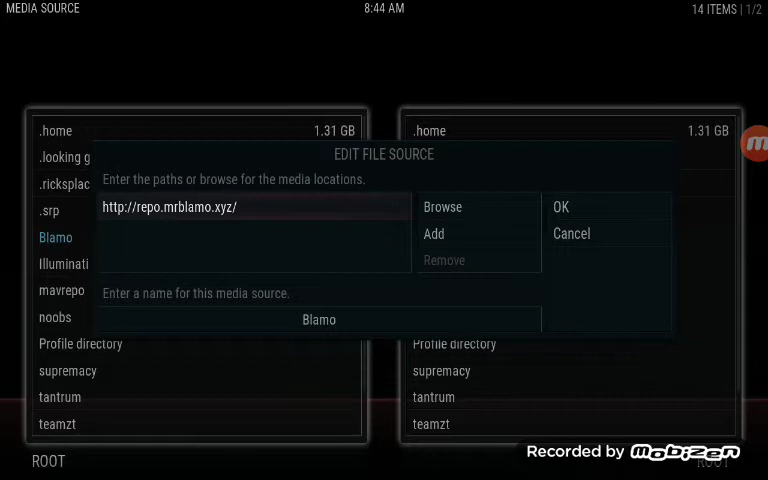 MEDIA SOURCE
8:44 AM
14 ITEMS | 1/2
.home 1.31 GB
.home 1.31 GB
EDIT FILE SOURCE
.looking g
Enter the paths or browse for the media locations.
.ricksplac
http://repo.mrblamo.xyz/
Browse
OK
.srp
Add
Cancel
Blamo
Remove
Illuminati
mavrepo
Enter a name for this media source.
noobs
Blamo
Profile directory
Profile directory
supremacy
supremacy
tantrum
tantrum
teamzt
teamzt
Recorded by Mobizen
ROOT
ROOT